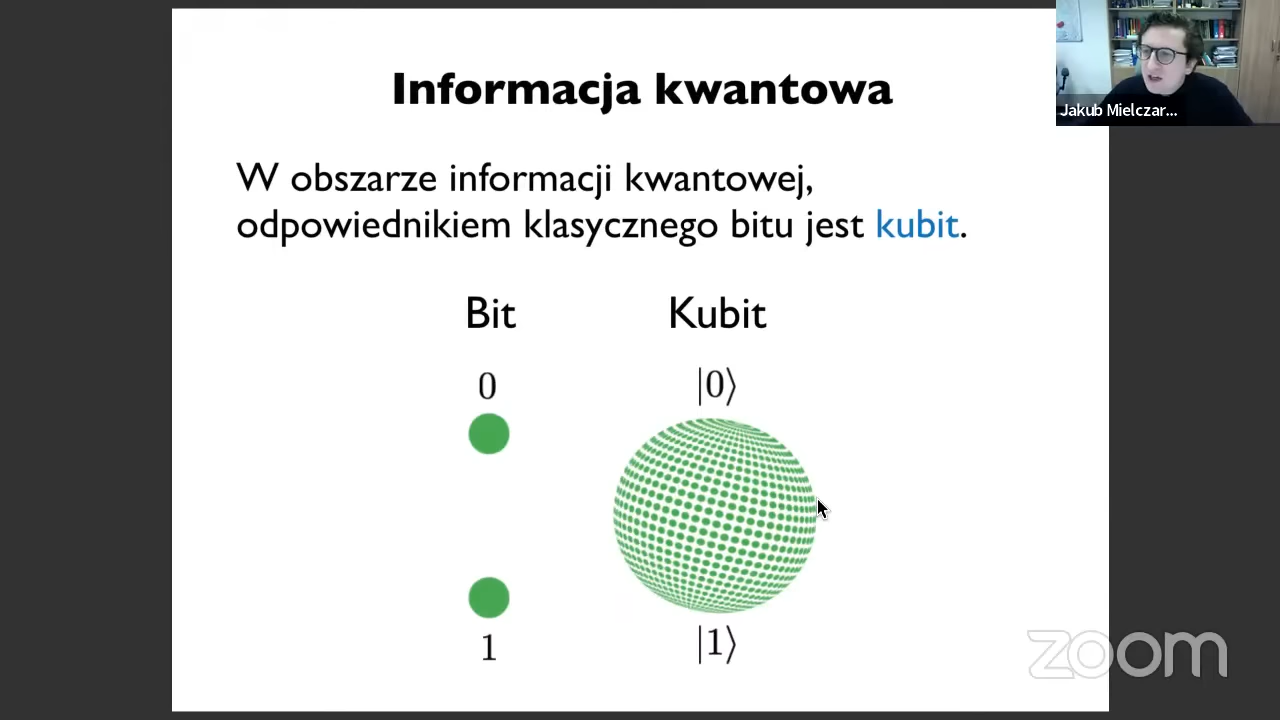 Informacja kwantowa
Jakub Mielczar...
W obszarze informacji kwantowej,
odpowiednikiem klasycznego bitu jest kubit.
Bit Kubit
0 |0⟩
1 |1⟩
zoom